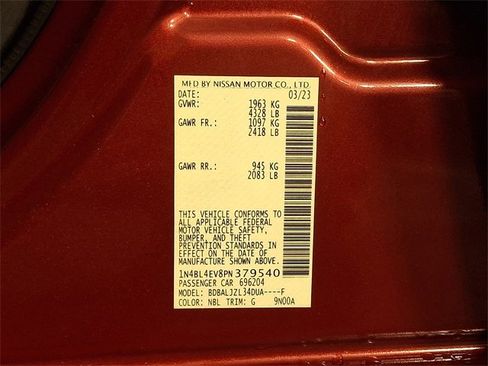 MFD BY NISSAN MOTOR CO., LTD.
DATE: 03/23
GVWR: 1963 KG
4328 LB
GAWR FR.: 1097 KG
2418 LB
GAWR RR.: 945 KG
2083 LB
THIS VEHICLE CONFORMS TO
ALL APPLICABLE FEDERAL
MOTOR VEHICLE SAFETY,
BUMPER, AND THEFT
PREVENTION STANDARDS IN
EFFECT ON THE DATE OF
MANUFACTURE SHOWN ABOVE.
1N4BL4EV8PN379540
PASSENGER CAR 696204
MODEL: BDBALJZL34DUA----F
COLOR: NBL TRIM: G 9N00A